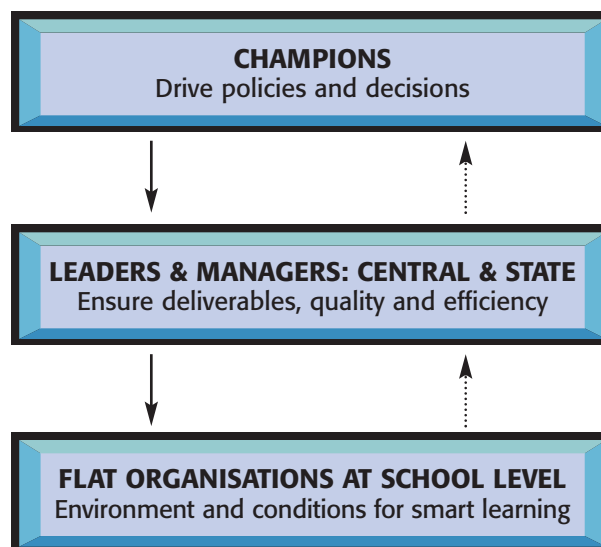 CHAMPIONS
Drive policies and decisions
LEADERS & MANAGERS: CENTRAL & STATE
Ensure deliverables, quality and efficiency
FLAT ORGANISATIONS AT SCHOOL LEVEL
Environment and conditions for smart learning